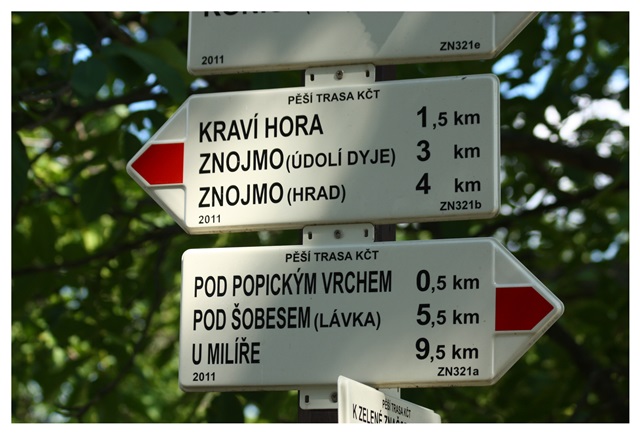 2011 ZN321e
PĚŠÍ TRASA KČT
KRAVÍ HORA 1,5 km
ZNOJMO (ÚDOLÍ DYJE) 3 km
ZNOJMO (HRAD) 4 km
2011 ZN321b
PĚŠÍ TRASA KČT
POD POPICKÝM VRCHEM 0,5 km
POD ŠOBESEM (LÁVKA) 5,5 km
U MILÍŘE 9,5 km
2011 ZN321a
PĚŠÍ TRASA KČT
K ZELENÉ